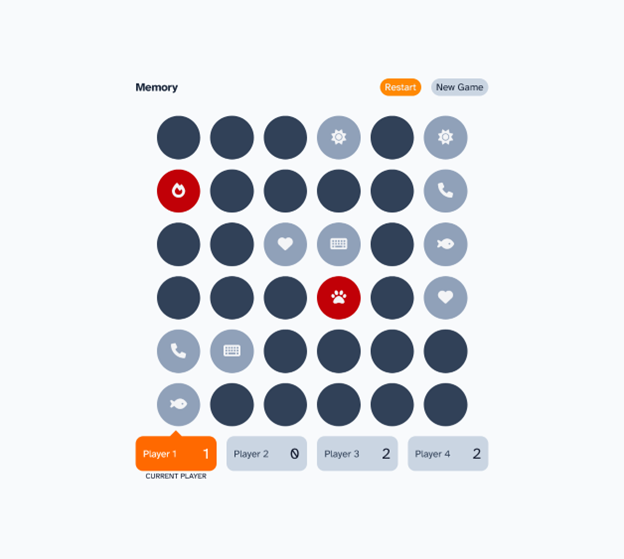 Memory
Restart New Game
Player 1 1
Player 2 0
Player 3 2
Player 4 2
CURRENT PLAYER